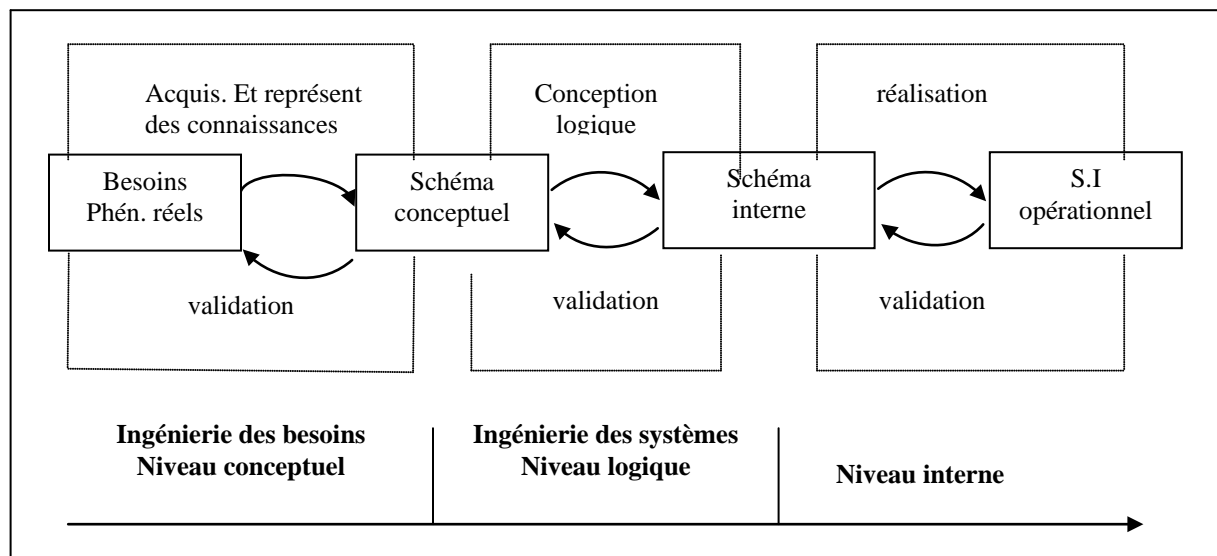 Acquis. Et représent
des connaissances
Conception
logique
réalisation
Besoins
Phén. réels
Schéma
conceptuel
Schéma
interne
S.I
opérationnel
validation
validation
validation
Ingénierie des besoins
Niveau conceptuel
Ingénierie des systèmes
Niveau logique
Niveau interne